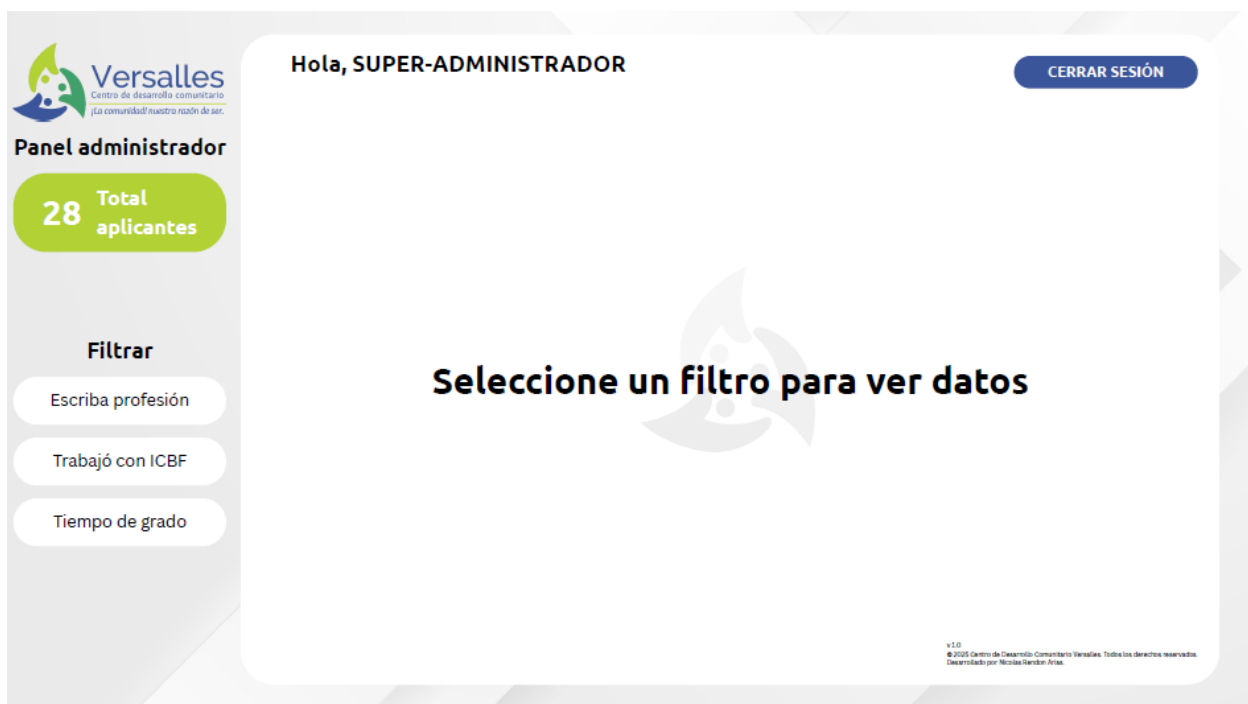 Versalles
Centro de desarrollo comunitario
¡La comunidad! nuestra razón de ser.
Panel administrador
28 Total
aplicantes
Filtrar
Escriba profesión
Trabajó con ICBF
Tiempo de grado
Hola, SUPER-ADMINISTRADOR
CERRAR SESIÓN
Seleccione un filtro para ver datos
v 1.0
© 2025 Centro de Desarrollo Comunitario Versalles. Todos los derechos reservados.
Desarrollado por Nicolas Rendon Arias.